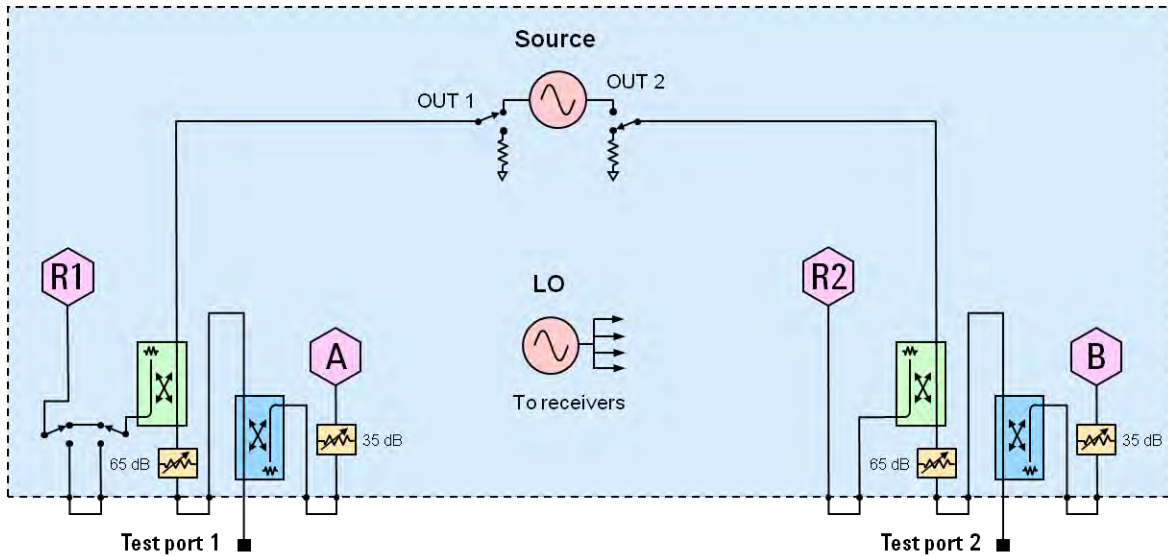 Source
OUT 1
OUT 2
R1
LO
R2
A
B
To receivers
35 dB
35 dB
65 dB
65 dB
Test port 1
Test port 2